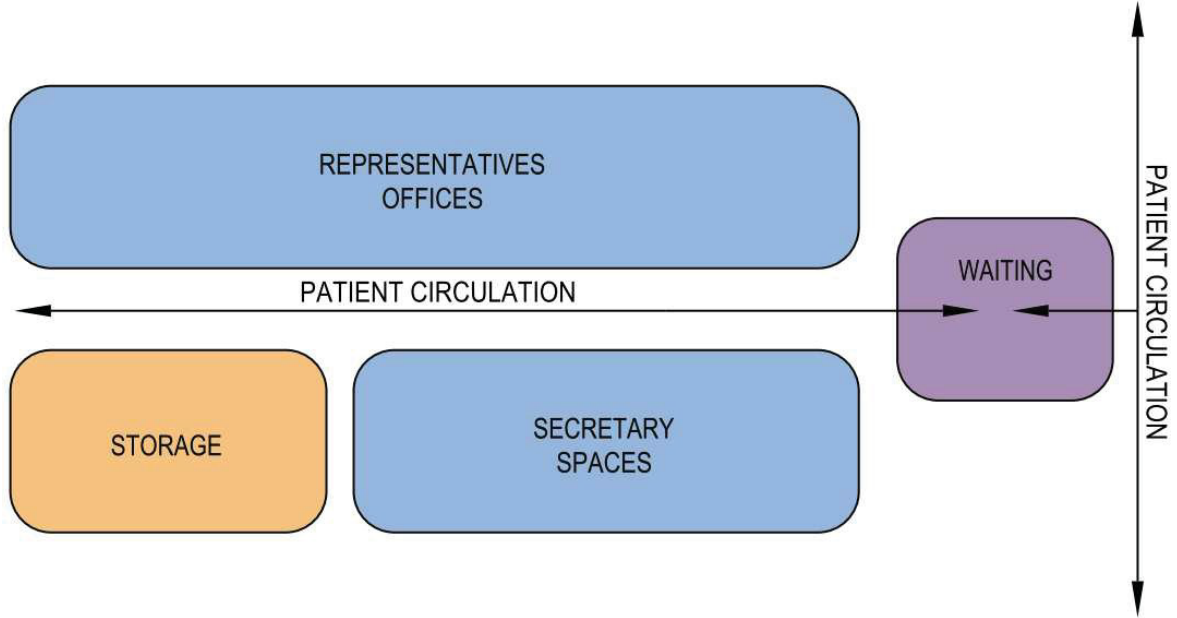 REPRESENTATIVES
OFFICES
WAITING
PATIENT CIRCULATION
PATIENT CIRCULATION
STORAGE
SECRETARY
SPACES